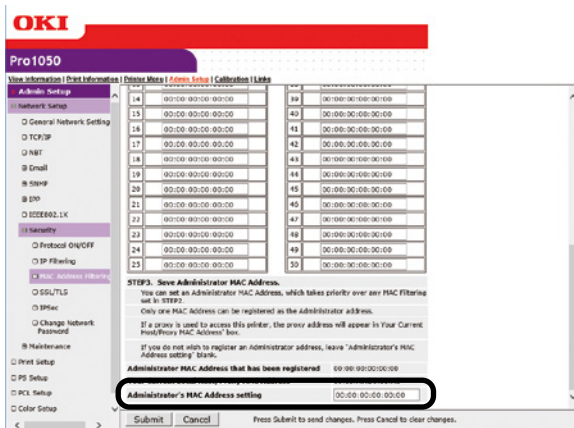 OKI
Pro1050
View Information | Print Information | Printer Menu | Admin Setup | Calibration | Links
Admin Setup
Network Setup
General Network Setting
TCP/IP
NBT
Email
SNMP
IPP
IEEE802.1X
Security
Protocol ON/OFF
IP Filtering
MAC Address Filtering
SSL/TLS
IPSec
Change Network
Password
Maintenance
Print Setup
PS Setup
PCL Setup
Color Setup
14 00:00:00:00:00:00 39 00:00:00:00:00:00
15 00:00:00:00:00:00 40 00:00:00:00:00:00
16 00:00:00:00:00:00 41 00:00:00:00:00:00
17 00:00:00:00:00:00 42 00:00:00:00:00:00
18 00:00:00:00:00:00 43 00:00:00:00:00:00
19 00:00:00:00:00:00 44 00:00:00:00:00:00
20 00:00:00:00:00:00 45 00:00:00:00:00:00
21 00:00:00:00:00:00 46 00:00:00:00:00:00
22 00:00:00:00:00:00 47 00:00:00:00:00:00
23 00:00:00:00:00:00 48 00:00:00:00:00:00
24 00:00:00:00:00:00 49 00:00:00:00:00:00
25 00:00:00:00:00:00 50 00:00:00:00:00:00
STEP3. Save Administrator MAC Address.
You can set an Administrator MAC Address, which takes priority over any MAC Filtering
set in STEP2.
Only one MAC Address can be registered as the Administrator address.
If a proxy is used to access this printer, the proxy address will appear in 'Your Current
Host/Proxy MAC Address' box.
If you do not wish to register an Administrator address, leave "Administrator's MAC
Address setting" blank.
Administrator MAC Address that has been registered 00:00:00:00:00:00
Administrator's MAC Address setting 00:00:00:00:00:00
Submit Cancel Press Submit to send changes. Press Cancel to clear changes.